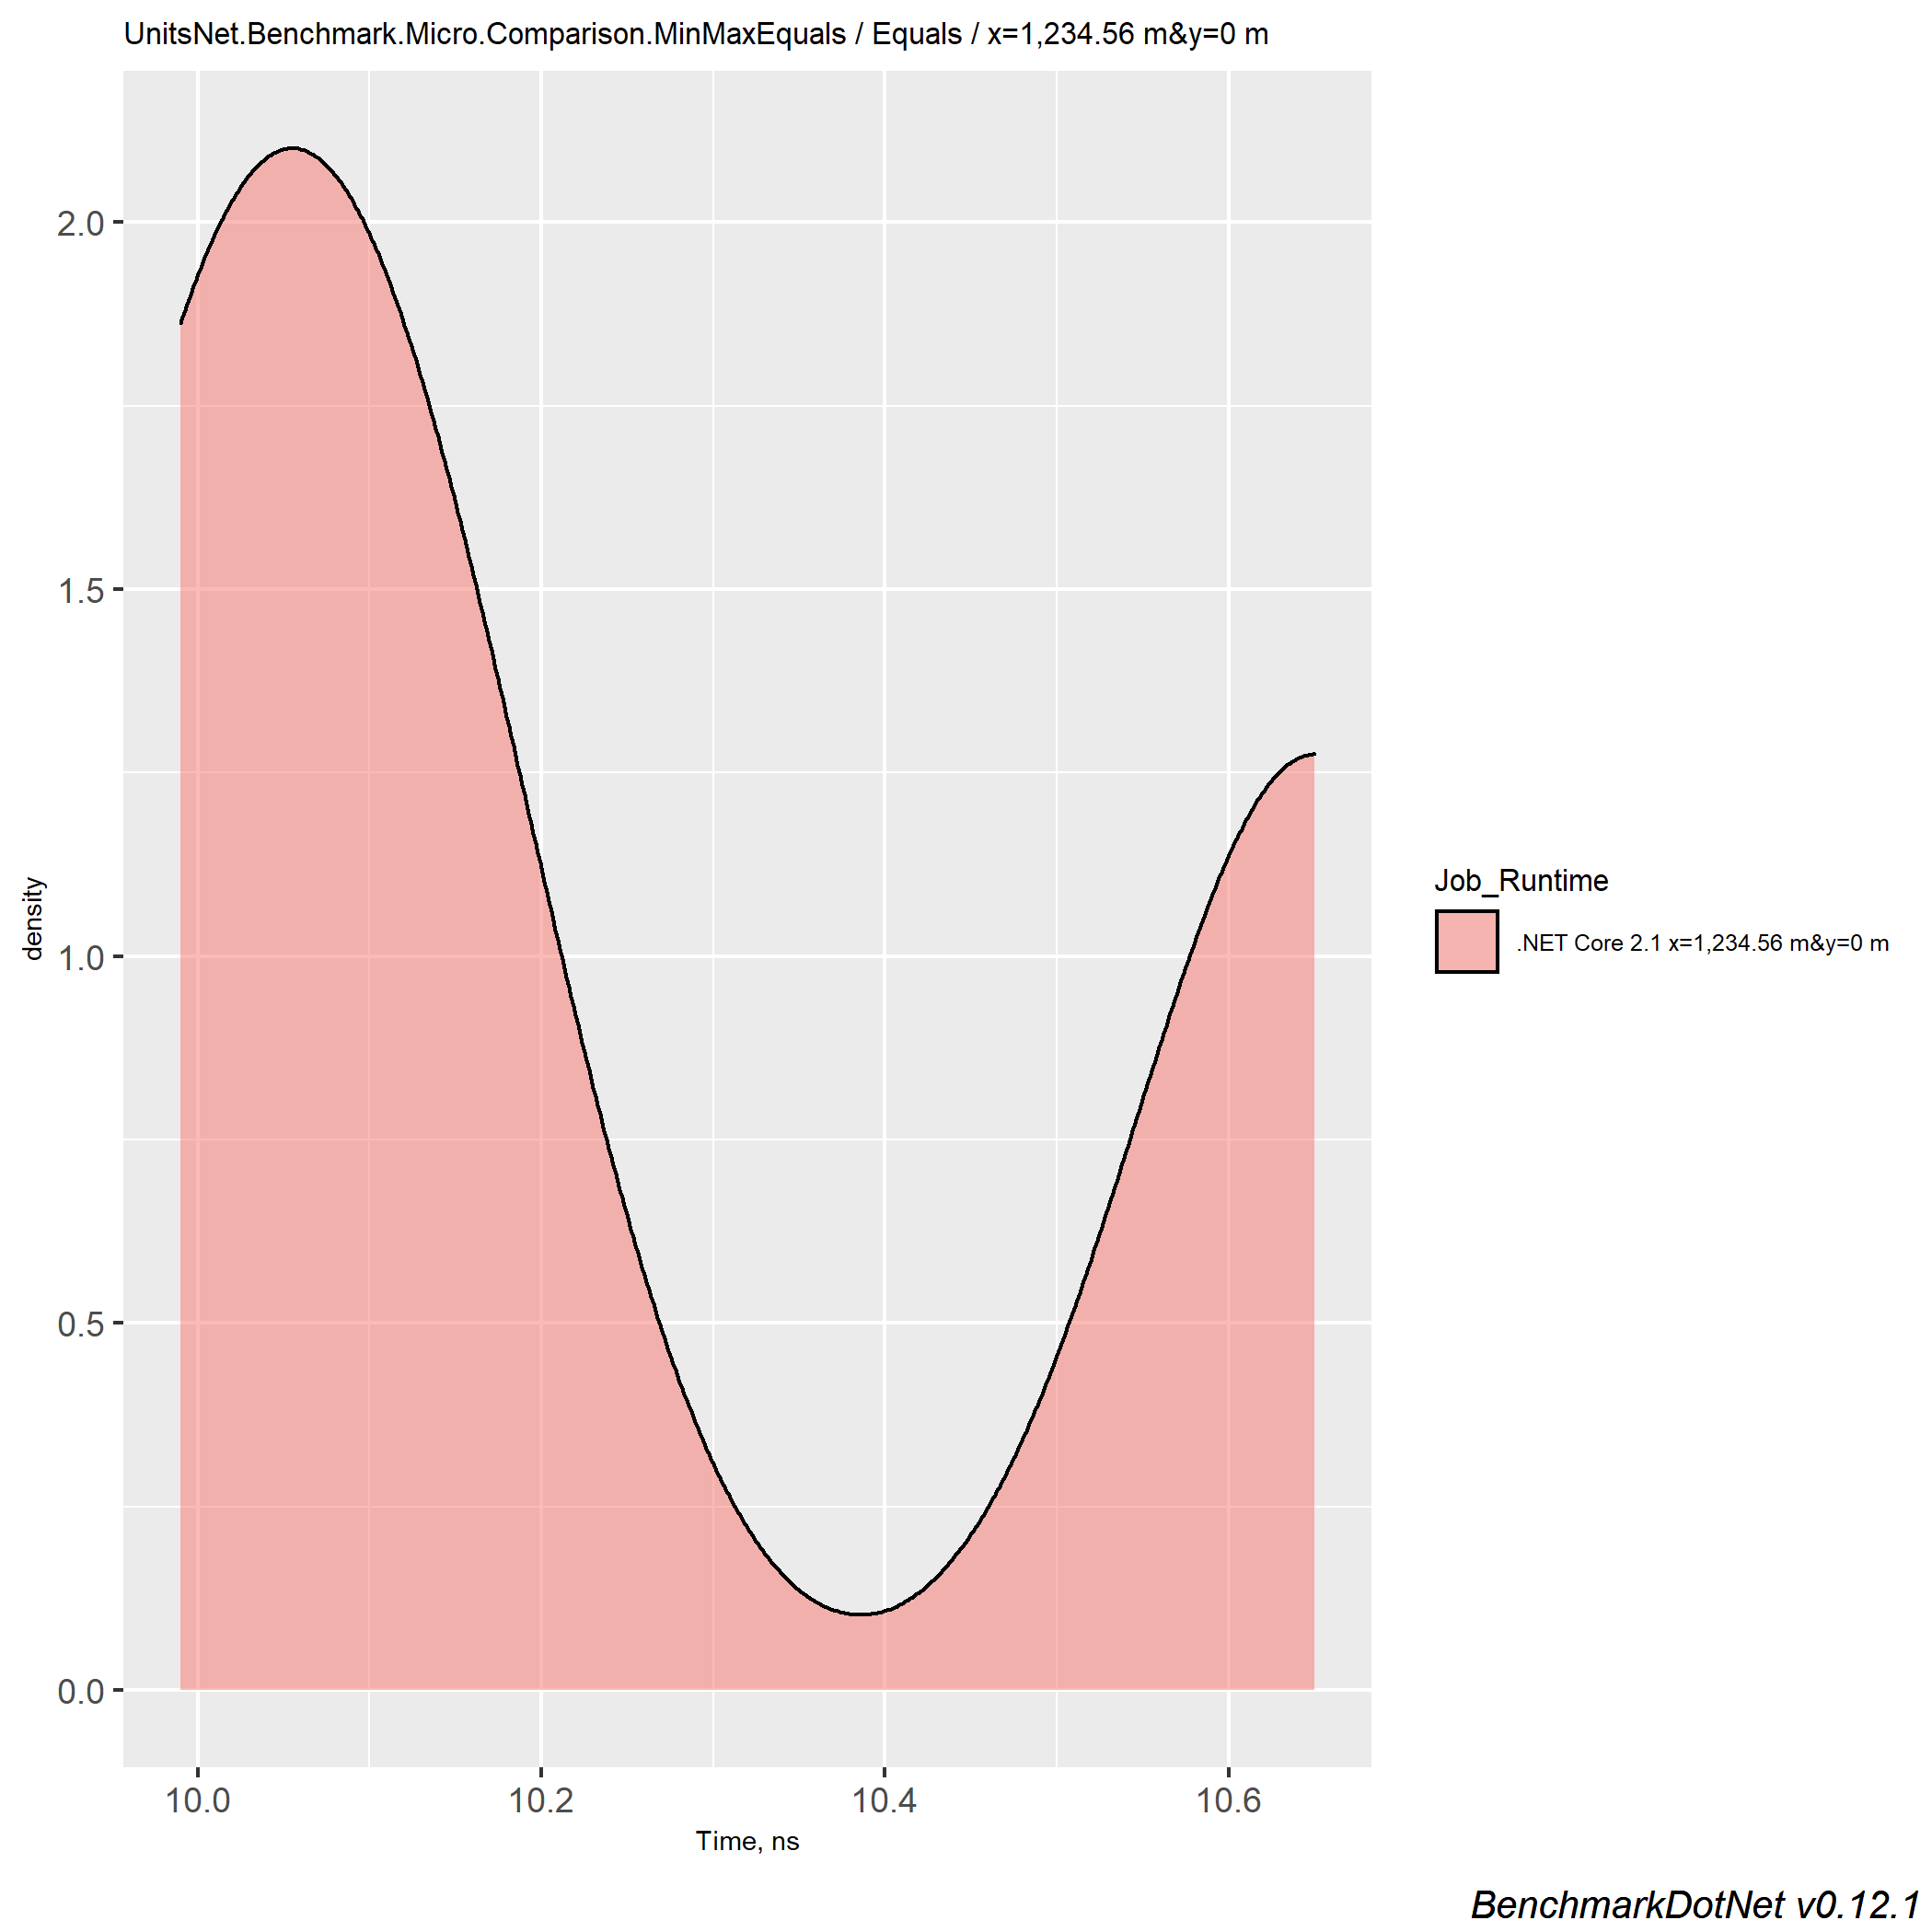 UnitsNet.Benchmark.Micro.Comparison.MinMaxEquals / Equals / x=1,234.56 m&y=0 m
2.0
1.5
1.0
0.5
0.0
density
10.0 10.2 10.4 10.6
Time, ns
Job_Runtime
.NET Core 2.1 x=1,234.56 m&y=0 m
BenchmarkDotNet v0.12.1